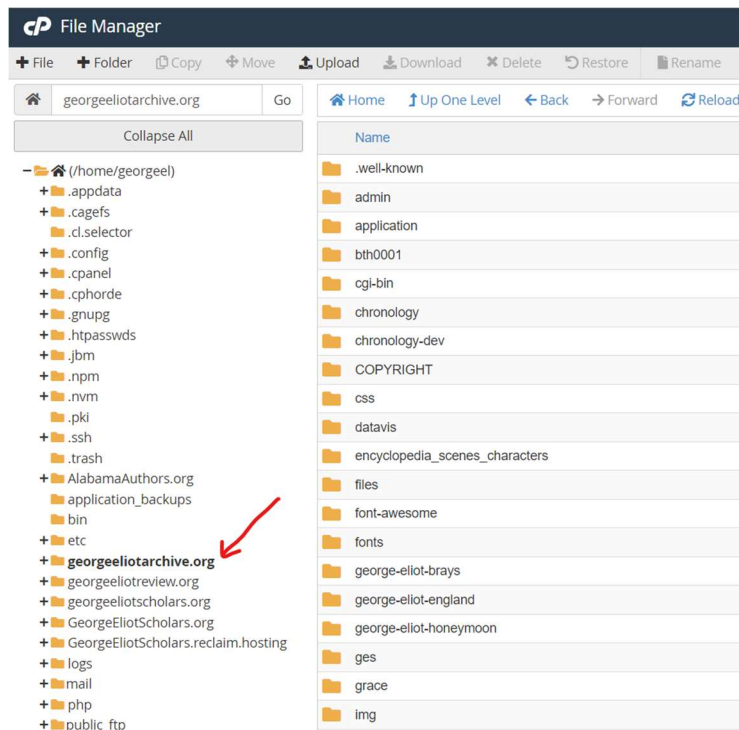 cP File Manager
+ File + Folder Copy Move Upload Download Delete Restore Rename
georgeeliotarchive.org Go
Home Up One Level Back Forward Reload
Collapse All
Name
(/home/georgeel)
.appdata
.cagefs
.cl.selector
.config
.cpanel
.cphorde
.gnupg
.htpasswds
.jbm
.npm
.nvm
.pki
.ssh
.trash
AlabamaAuthors.org
application_backups
bin
etc
georgeeliotarchive.org
georgeeliotreview.org
georgeeliotscholars.org
GeorgeEliotScholars.org
GeorgeEliotScholars.reclaim.hosting
logs
mail
php
public_ftp
.well-known
admin
application
bth0001
cgi-bin
chronology
chronology-dev
COPYRIGHT
css
datavis
encyclopedia_scenes_characters
files
font-awesome
fonts
george-eliot-brays
george-eliot-england
george-eliot-honeymoon
ges
grace
img